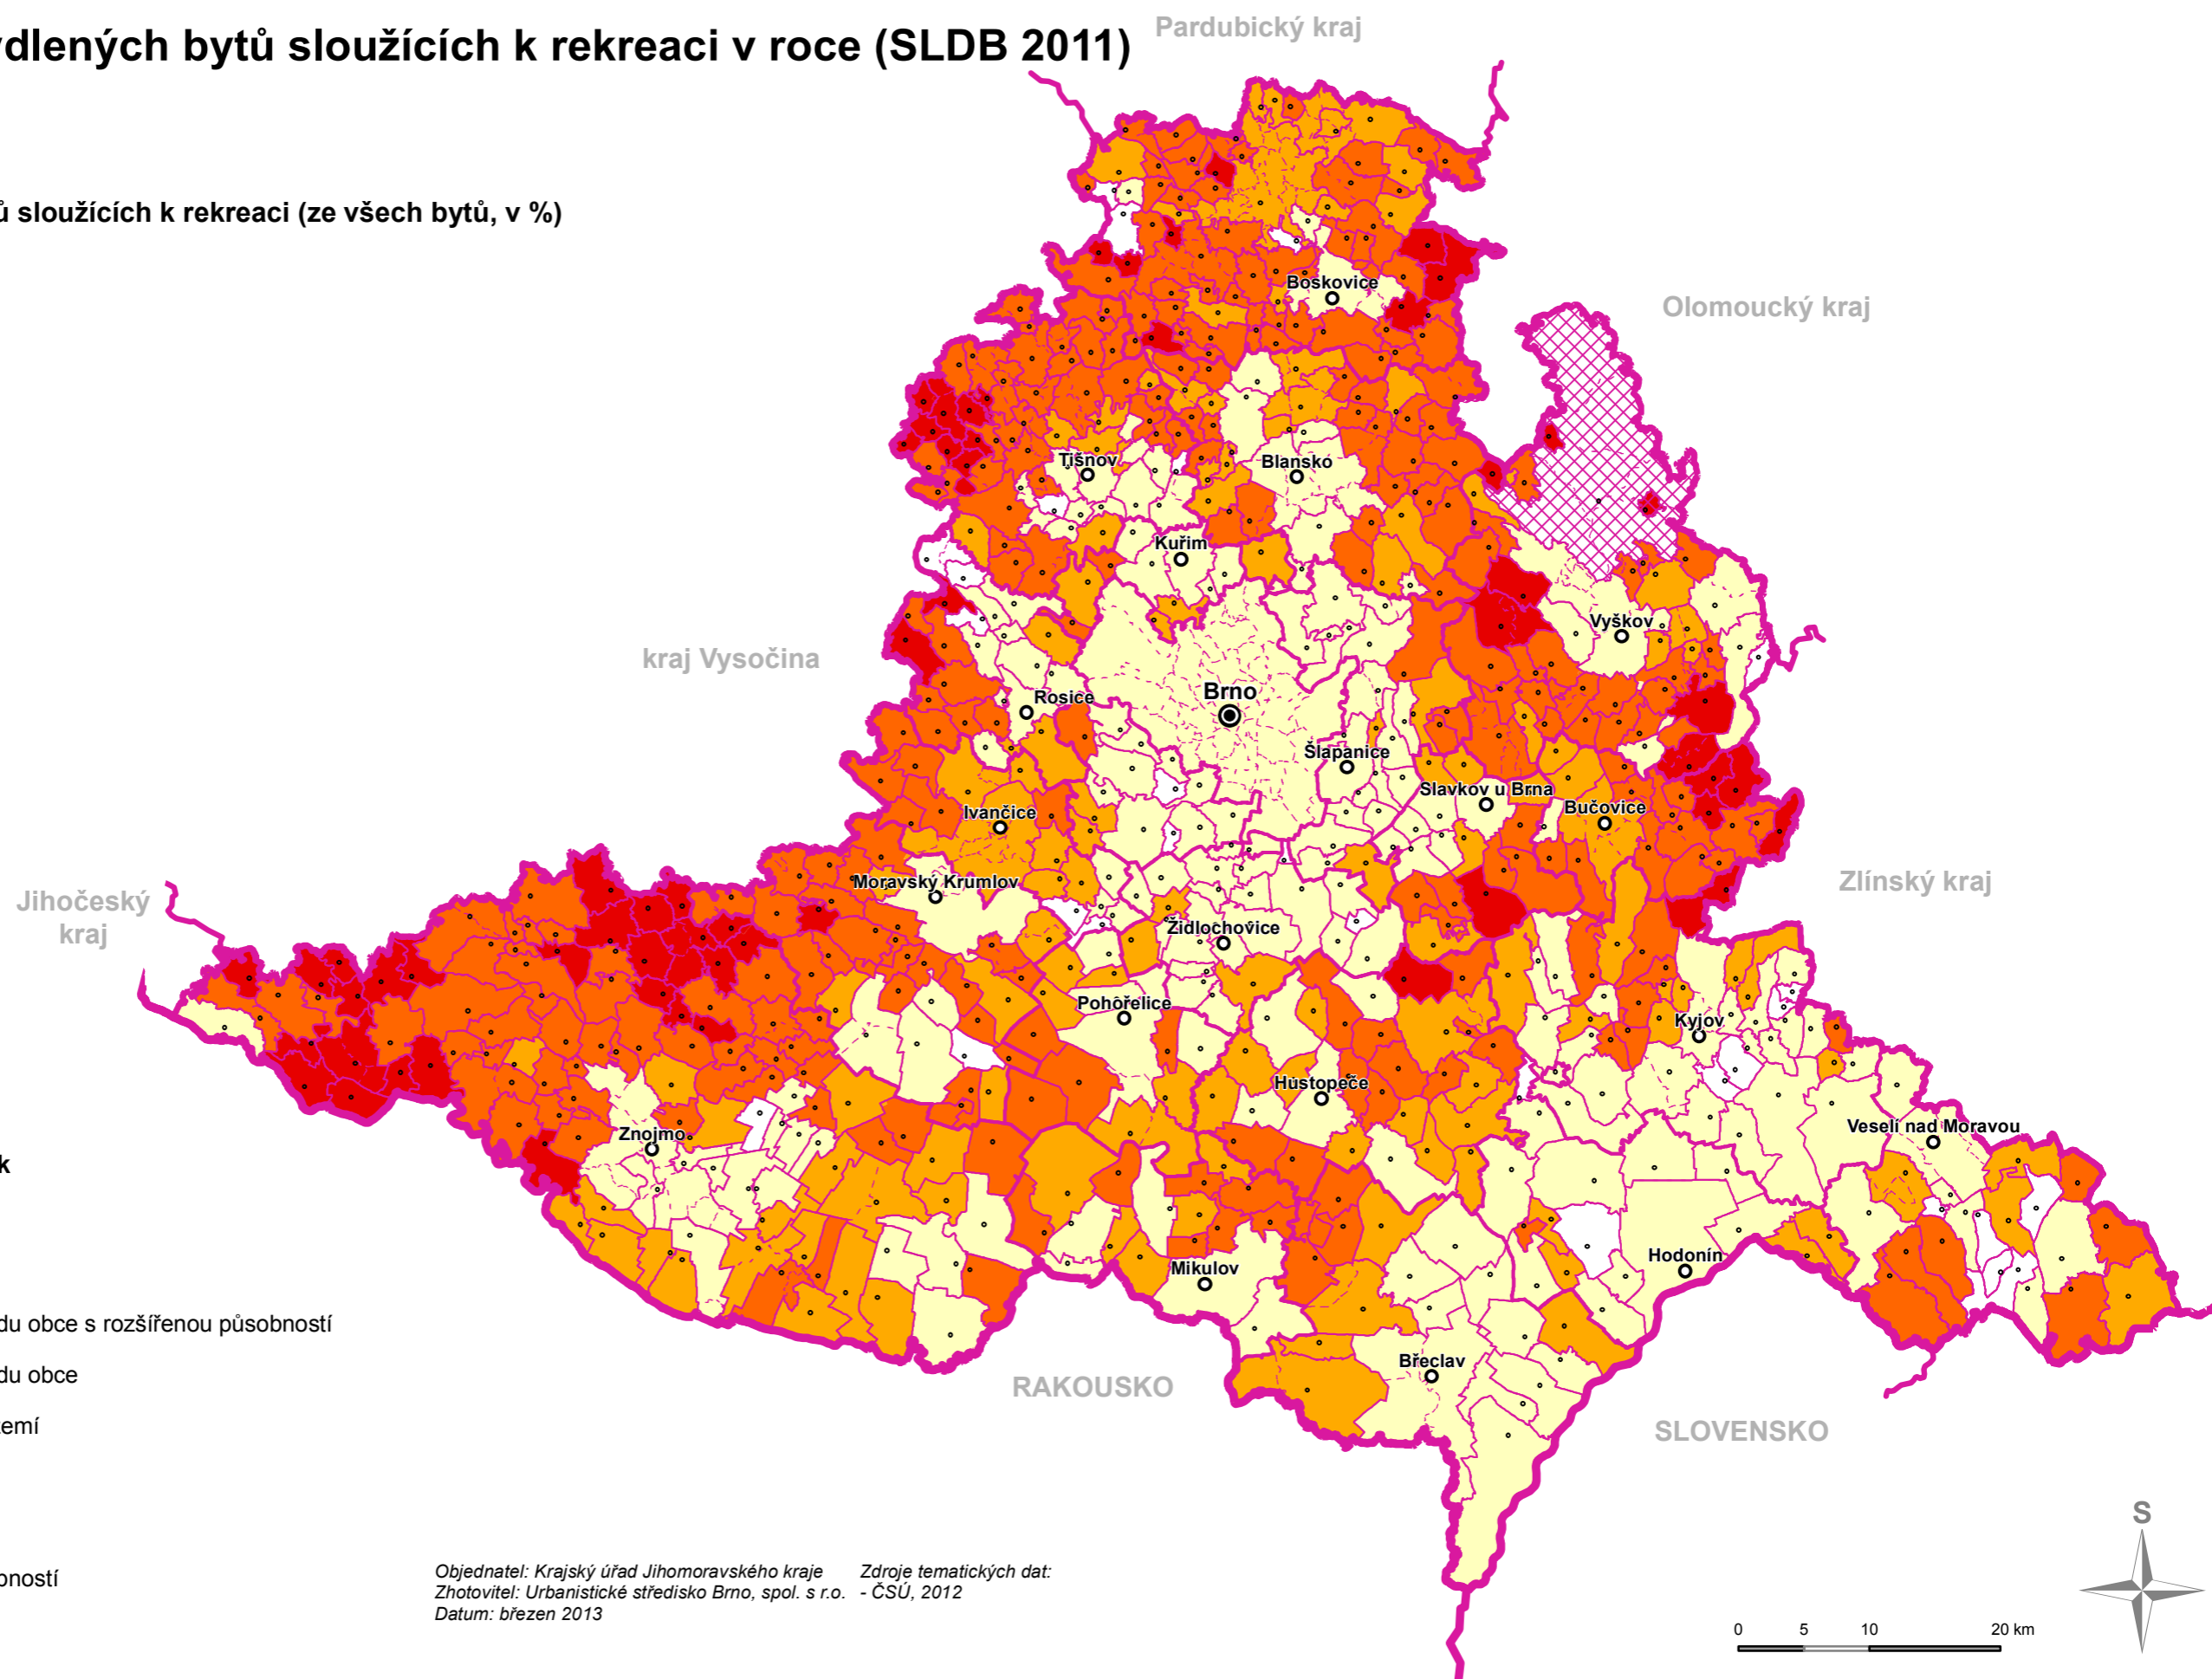 ydlených bytů sloužících k rekreaci v roce (SLDB 2011)
Pardubický kraj
ů sloužících k rekreaci (ze všech bytů, v %)
Boskovice
Olomoucký kraj
Tišnov
Blansko
Kuřim
Vyškov
kraj Vysočina
Rosice
Brno
Šlapanice
Slavkov u Brna
Bučovice
Ivančice
Moravský Krumlov
Zlínský kraj
Jihočeský
kraj
Židlochovice
Pohořelice
Kyjov
Hustopeče
Znojmo
Veselí nad Moravou
k
Hodonín
Mikulov
du obce s rozšířenou působností
Břeclav
du obce
RAKOUSKO
SLOVENSKO
zemí
S
bností
Objednatel: Krajský úřad Jihomoravského kraje
Zhotovitel: Urbanistické středisko Brno, spol. s r.o.
Datum: březen 2013
Zdroje tematických dat:
- ČSÚ, 2012
0 5 10 20 km